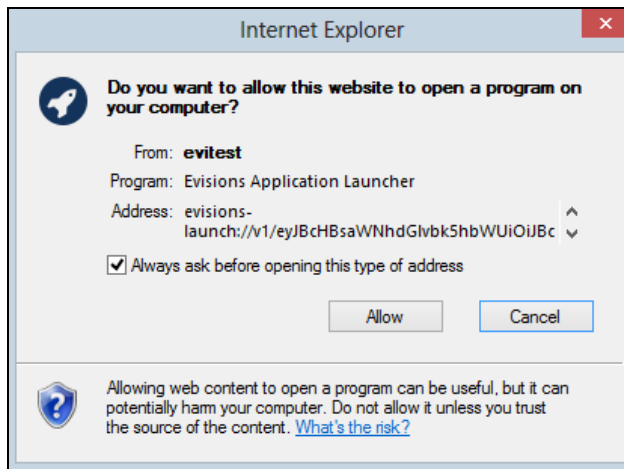 Internet Explorer
Do you want to allow this website to open a program on
your computer?
From: evitest
Program: Evisions Application Launcher
Address: evisions-
launch://v1/eyJBcHBsaWNhdGlvbk5hbWUiOiJBc
Always ask before opening this type of address
Allow Cancel
Allowing web content to open a program can be useful, but it can
potentially harm your computer. Do not allow it unless you trust
the source of the content. What's the risk?